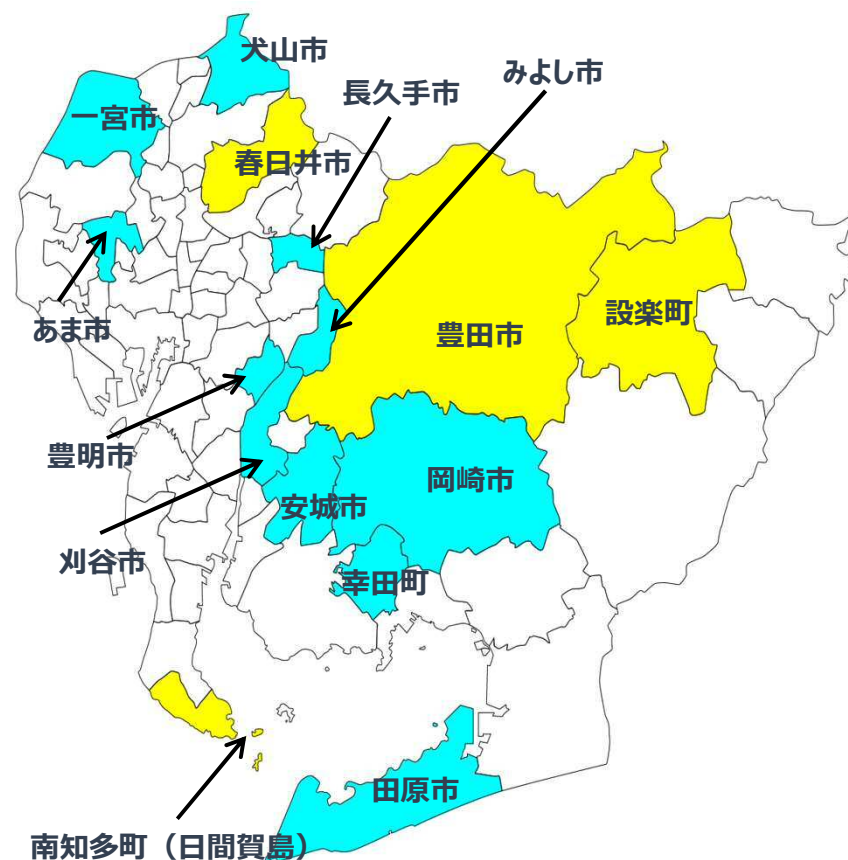 犬山市
みよし市
長久手市
一宮市
春日井市
あま市
設楽町
豊田市
豊明市
岡崎市
安城市
刈谷市
幸田町
田原市
南知多町（日間賀島）